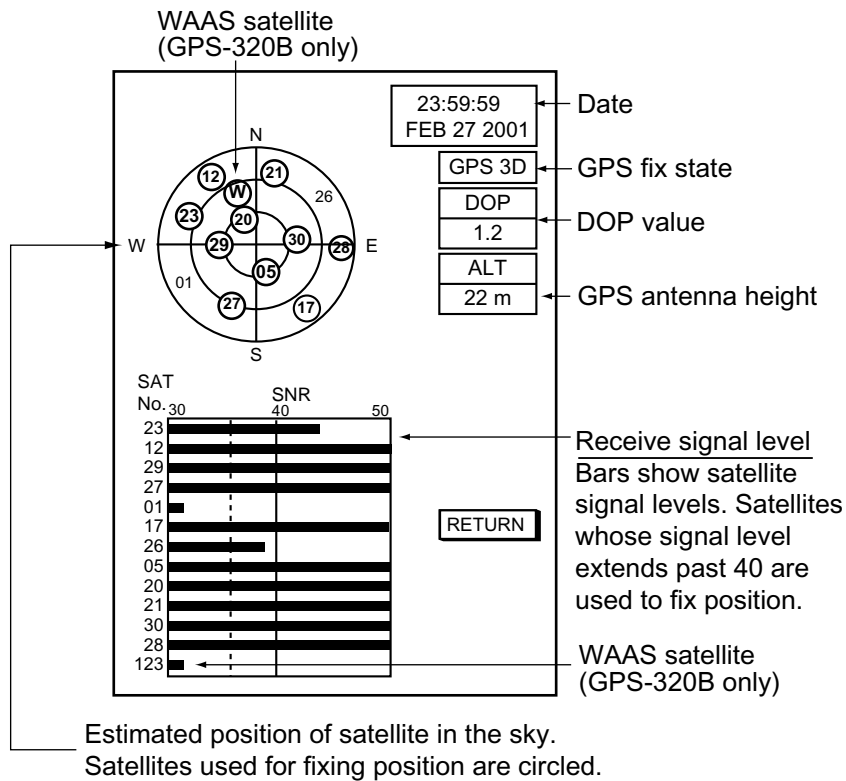 WAAS satellite
(GPS-320B only)
23:59:59
FEB 27 2001
Date
GPS 3D
GPS fix state
DOP
1.2
DOP value
ALT
22 m
GPS antenna height
N
12
21
W
26
23
20
W
29
30
28
E
05
01
27
17
S
SAT
No.
SNR
30
40
50
23
12
29
27
01
17
26
05
20
21
30
28
123
Receive signal level
Bars show satellite
signal levels. Satellites
whose signal level
extends past 40 are
used to fix position.
RETURN
WAAS satellite
(GPS-320B only)
Estimated position of satellite in the sky.
Satellites used for fixing position are circled.